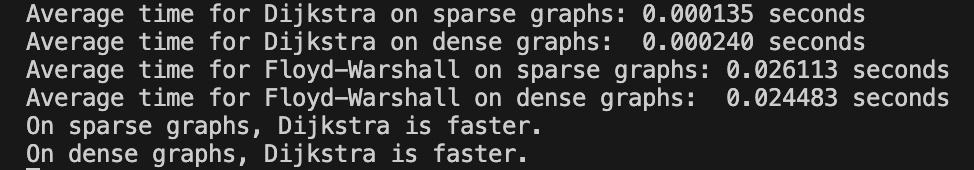 Average time for Dijkstra on sparse graphs: 0.000135 seconds
Average time for Dijkstra on dense graphs:  0.000240 seconds
Average time for Floyd-Warshall on sparse graphs: 0.026113 seconds
Average time for Floyd-Warshall on dense graphs:  0.024483 seconds
On sparse graphs, Dijkstra is faster.
On dense graphs, Dijkstra is faster.